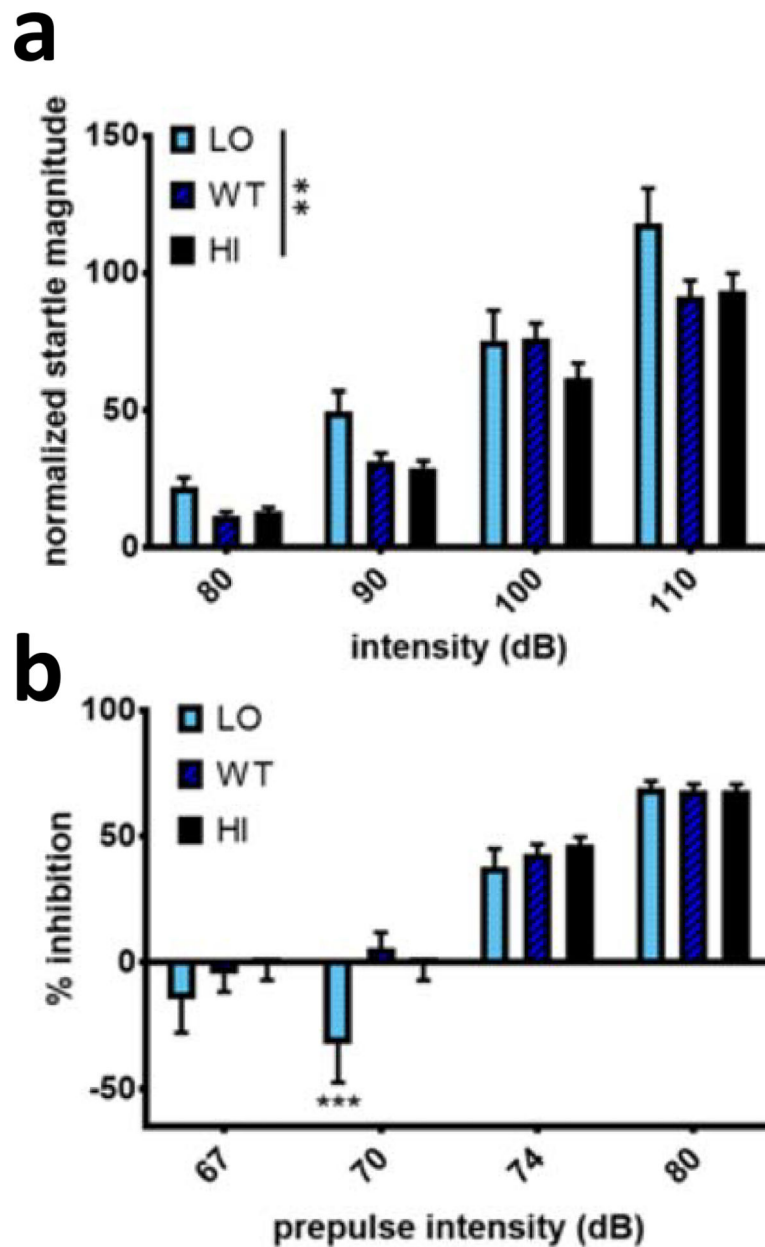 a
150
100
50
0
normalized startle magnitude
LO
WT
HI
**
80
90
100
110
intensity (dB)
b
100
50
0
-50
% inhibition
LO
WT
HI
***
67
70
74
80
prepulse intensity (dB)